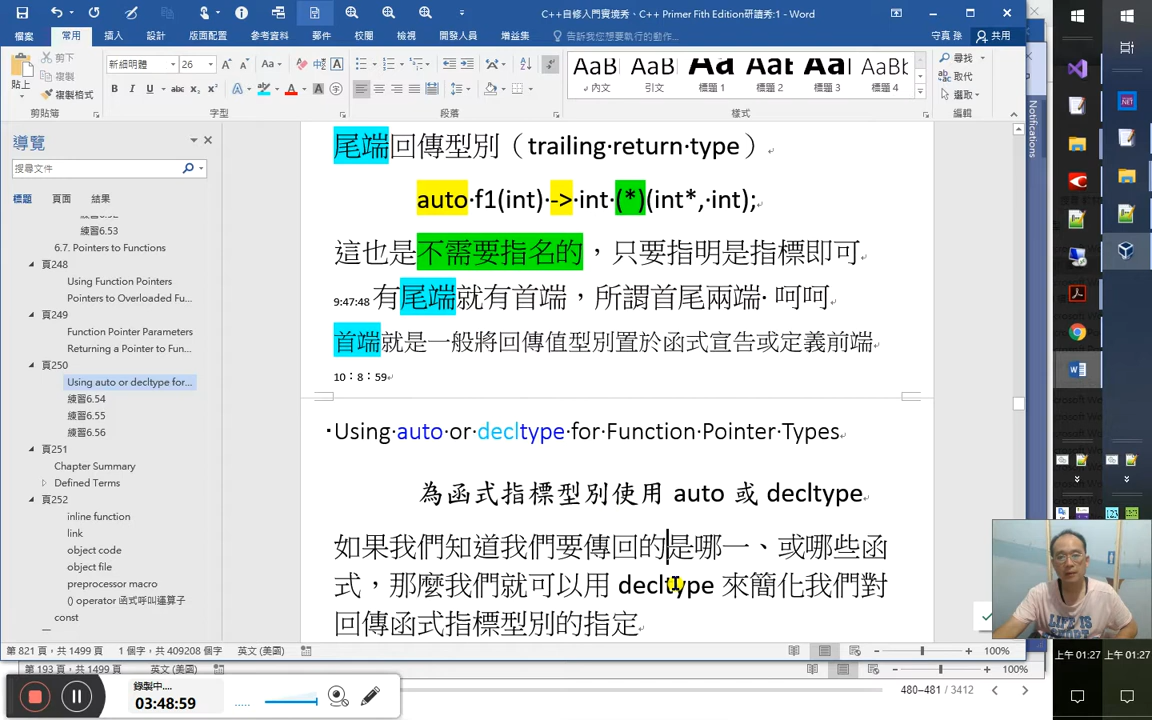 C++自修入門實境秀、C++ Primer Fith Edition研讀秀:1 - Word
守真 孫
共用
檔案 常用 插入 設計 版面配置 參考資料 郵件 校閱 檢視 開發人員 增益集 告訴我您想要執行的動作...
貼上
剪下
複製
複製格式
剪貼簿
新細明體 26
字型
段落
AaB AaB Aa Aal Aal AaBb
內文 引文 標題 1 標題 2 標題 3 標題 4
樣式
尋找
取代
選取
編輯
導覽
搜尋文件
標題 頁面 結果
練習6.53
6.7. Pointers to Functions
頁248
Using Function Pointers
Pointers to Overloaded Fu...
頁249
Function Pointer Parameters
Returning a Pointer to Fun...
頁250
Using auto or decltype for...
練習6.54
練習6.55
練習6.56
頁251
Chapter Summary
Defined Terms
頁252
inline function
link
object code
object file
preprocessor macro
() operator 函式呼叫運算子
const
尾端回傳型別（trailing·return·type）
auto·f1(int)·->·int·(*)(int*,·int);
這也是不需要指名的，只要指明是指標即可
9:47:48 有尾端就有首端，所謂首尾兩端·呵呵
首端就是一般將回傳值型別置於函式宣告或定義前端
10：8：59
Using·auto·or·decltype·for·Function·Pointer·Types
為函式指標型別使用 auto 或 decltype
如果我們知道我們要傳回的是哪一、或哪些函
式，那麼我們就可以用 decltype 來簡化我們對
回傳函式指標型別的指定
第 821 頁，共 1499 頁 1 個字，共 409208 個字 英文 (美國) 100%
第 193 頁，共 1499 頁 英文 (美國) 100%
錄製中....
03:48:59
480–481 / 3412
Notifications
上午 01:27 上午 01:27